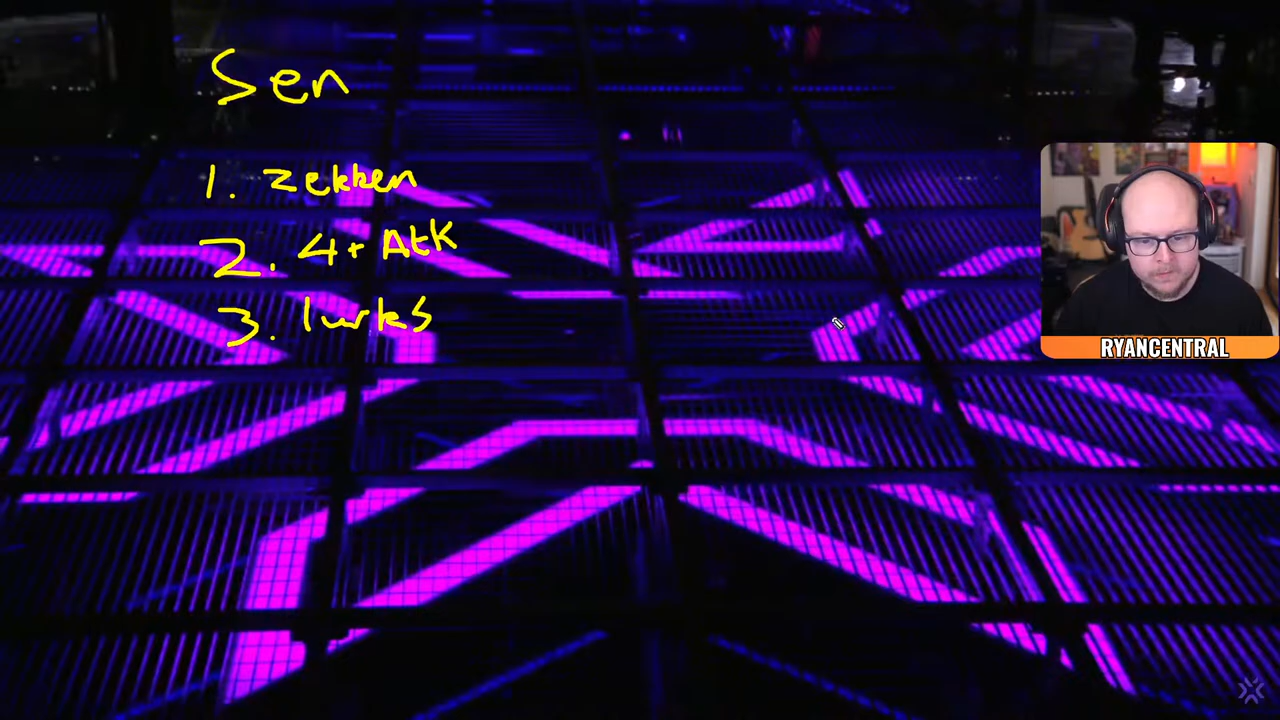 Sen
1. zekken
2. 4+ Atk
3. lurks
RYANCENTRAL